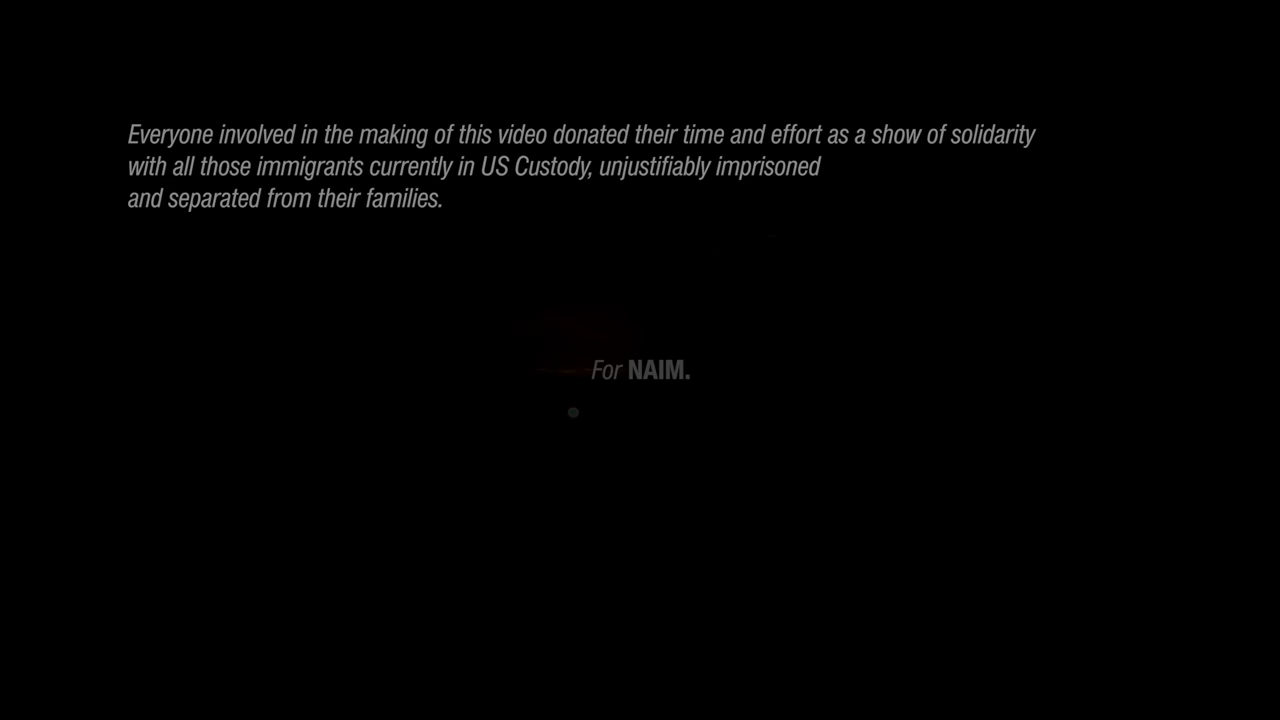 Everyone involved in the making of this video donated their time and effort as a show of solidarity
with all those immigrants currently in US Custody, unjustifiably imprisoned
and separated from their families.
For NAIM.